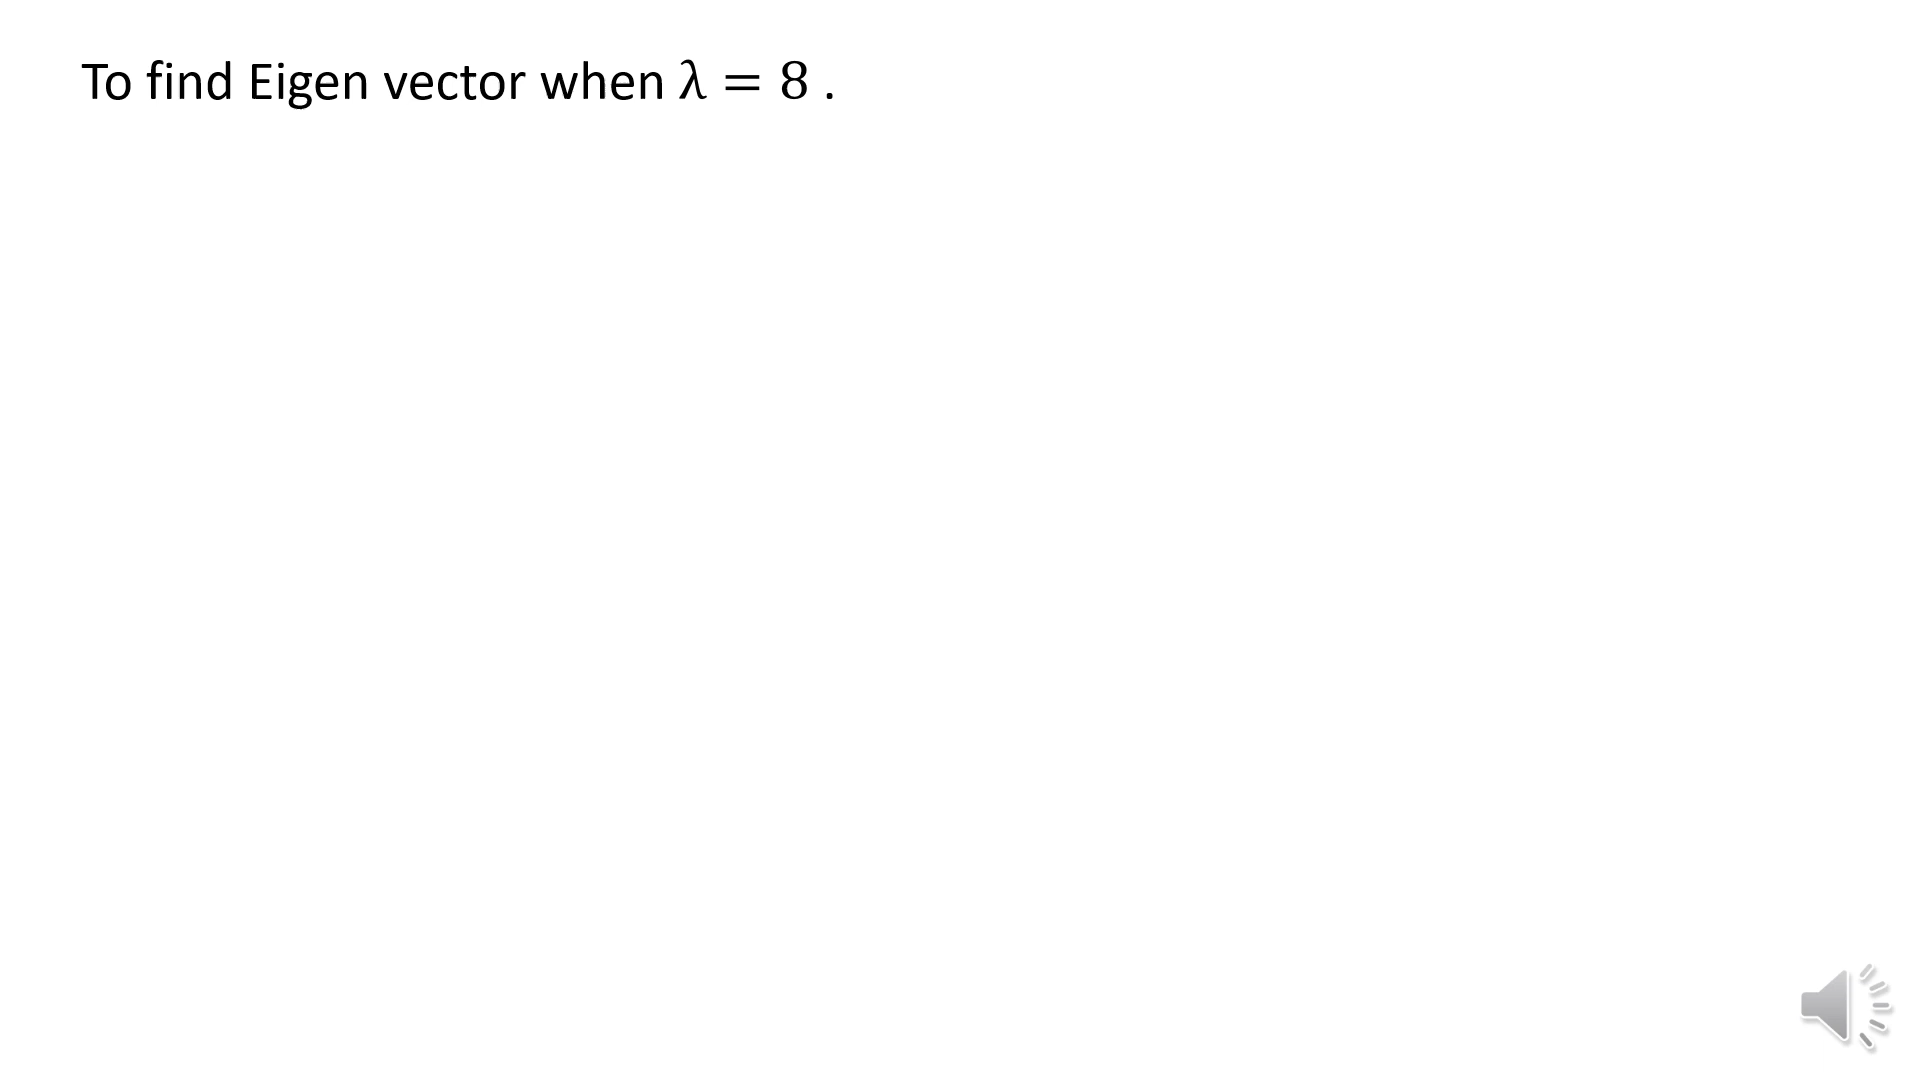 To find Eigen vector when λ = 8 .